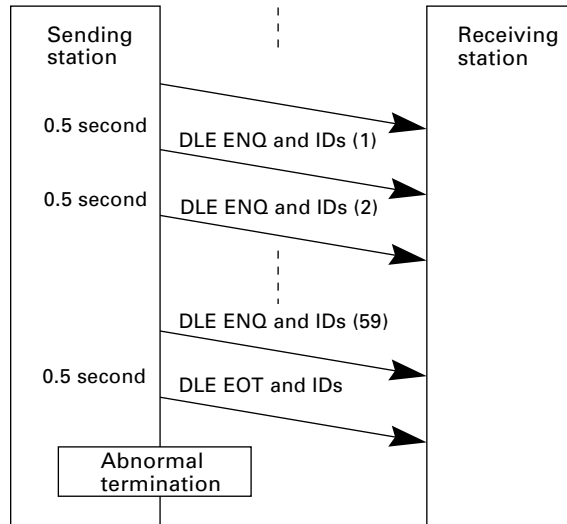 Sending
station
Receiving
station
0.5 second
DLE ENQ and IDs (1)
0.5 second
DLE ENQ and IDs (2)
DLE ENQ and IDs (59)
0.5 second
DLE EOT and IDs
Abnormal
termination